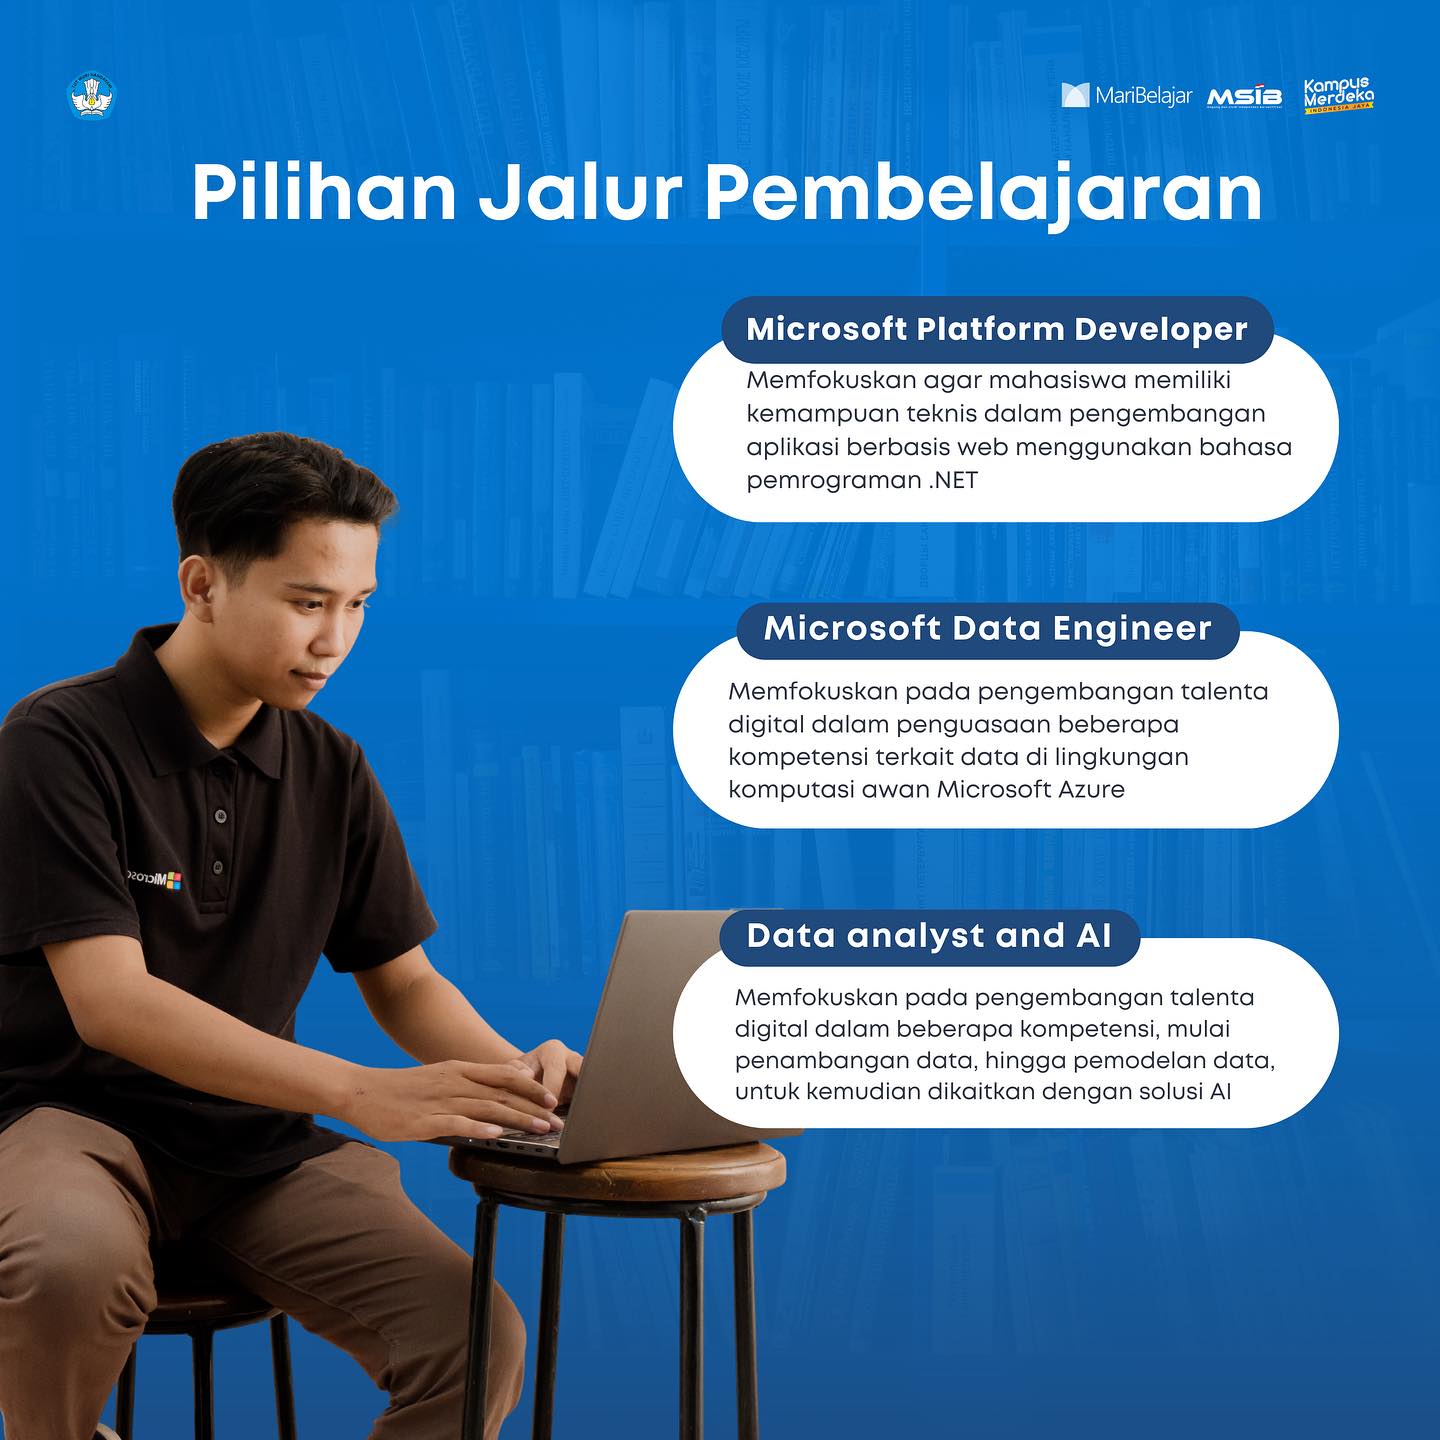 MariBelajar
MSIB
Kampus
Merdeka
INDONESIA JAYA
Pilihan Jalur Pembelajaran
Microsoft Platform Developer
Memfokuskan agar mahasiswa memiliki
kemampuan teknis dalam pengembangan
aplikasi berbasis web menggunakan bahasa
pemrograman .NET
Microsoft Data Engineer
Memfokuskan pada pengembangan talenta
digital dalam penguasaan beberapa
kompetensi terkait data di lingkungan
komputasi awan Microsoft Azure
Data analyst and AI
Memfokuskan pada pengembangan talenta
digital dalam beberapa kompetensi, mulai
penambangan data, hingga pemodelan data,
untuk kemudian dikaitkan dengan solusi AI